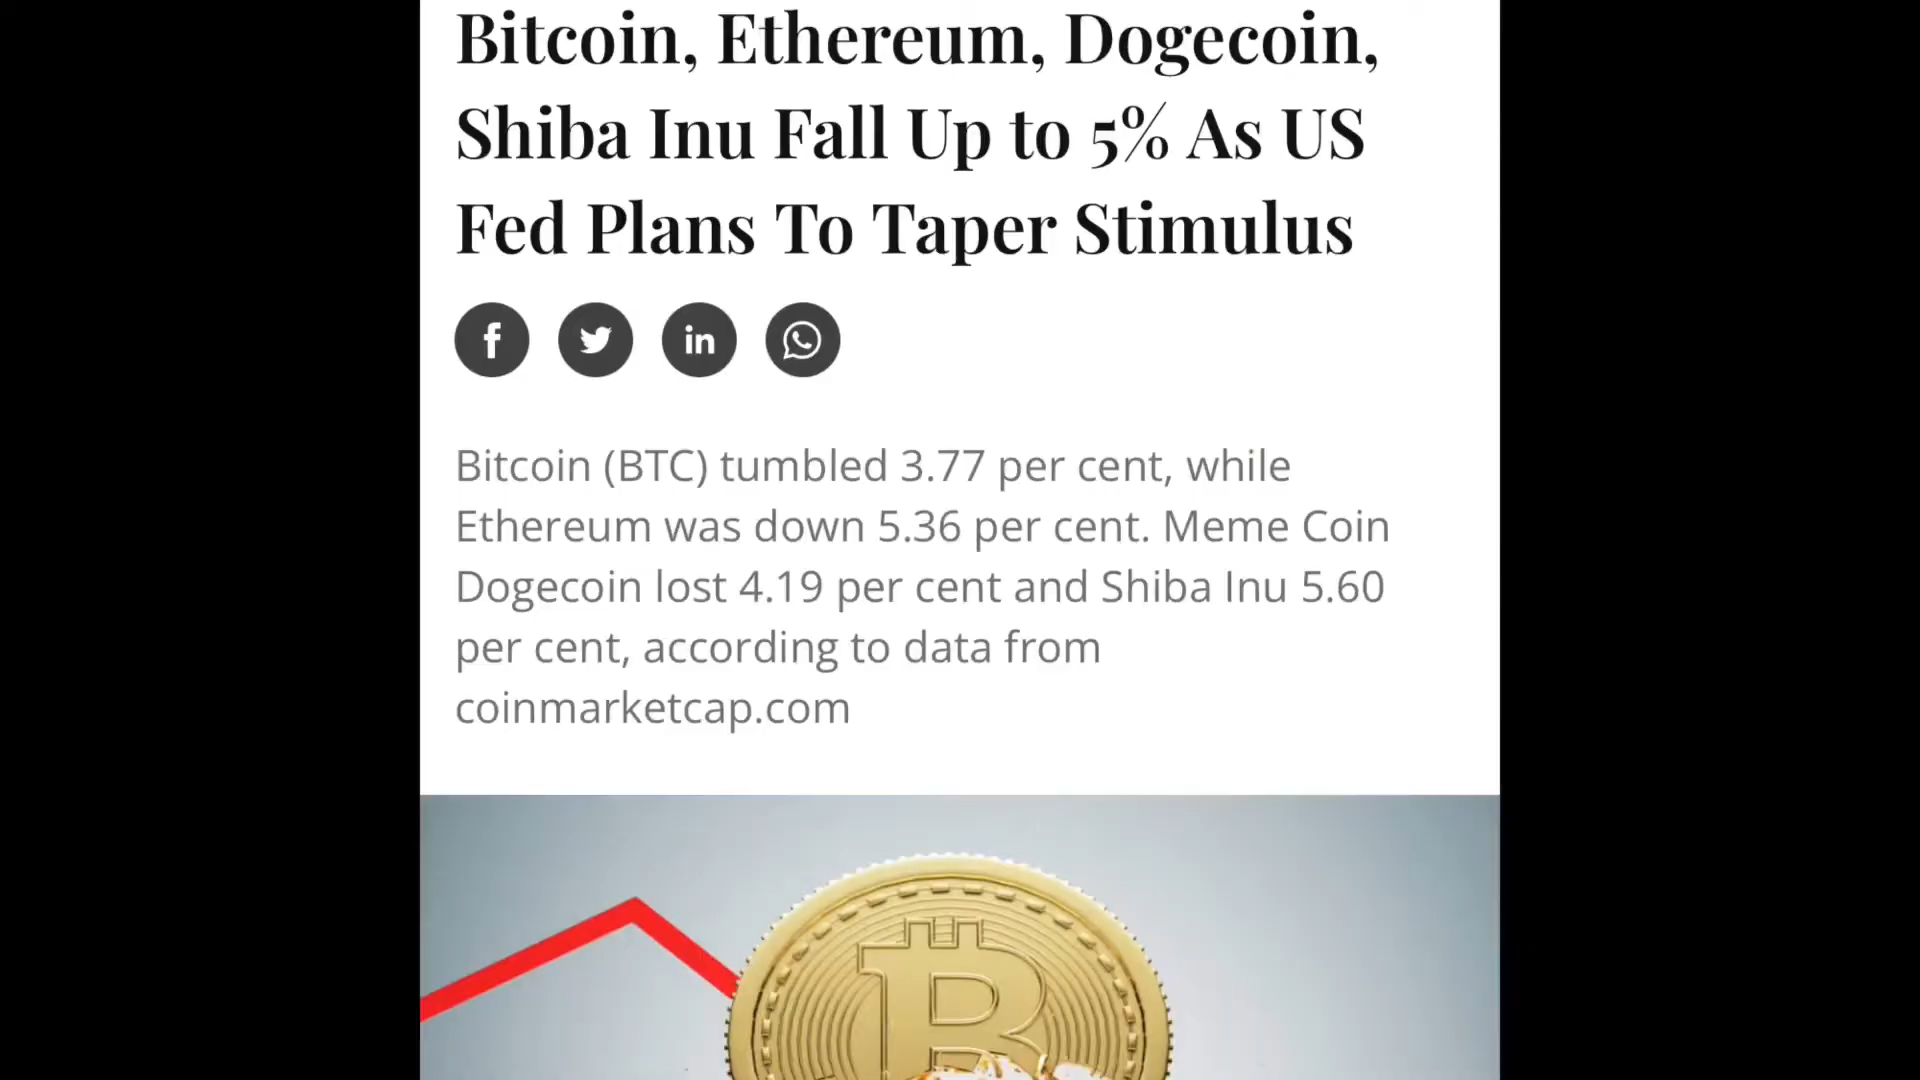 Bitcoin, Ethereum, Dogecoin,
Shiba Inu Fall Up to 5% As US
Fed Plans To Taper Stimulus
f in
Bitcoin (BTC) tumbled 3.77 per cent, while
Ethereum was down 5.36 per cent. Meme Coin
Dogecoin lost 4.19 per cent and Shiba Inu 5.60
per cent, according to data from
coinmarketcap.com
B